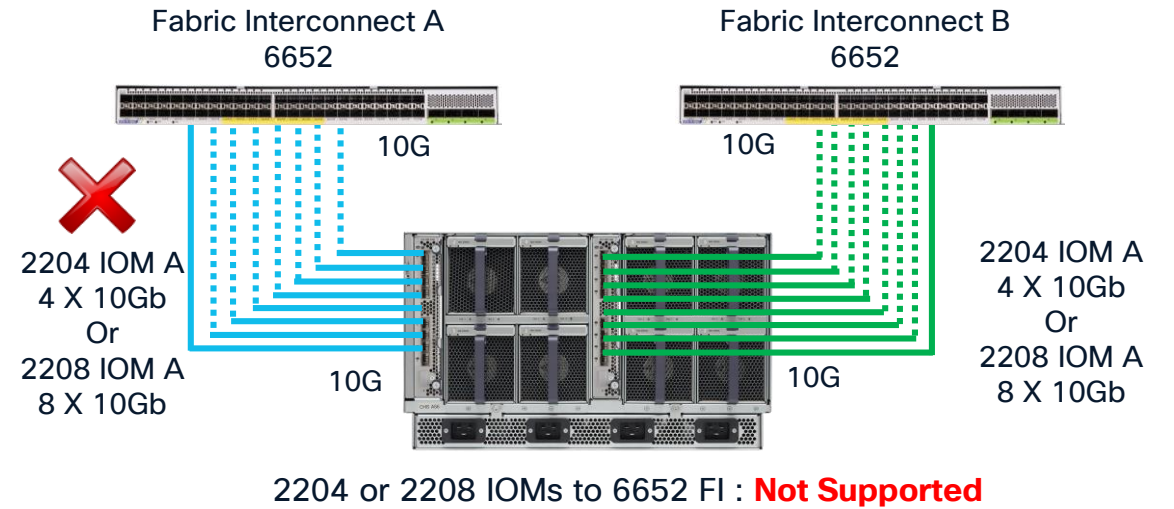 Fabric Interconnect A
6652
Fabric Interconnect B
6652
10G
10G
2204 IOM A
4 X 10Gb
Or
2208 IOM A
8 X 10Gb
2204 IOM A
4 X 10Gb
Or
2208 IOM A
8 X 10Gb
10G
10G
2204 or 2208 IOMs to 6652 FI : Not Supported